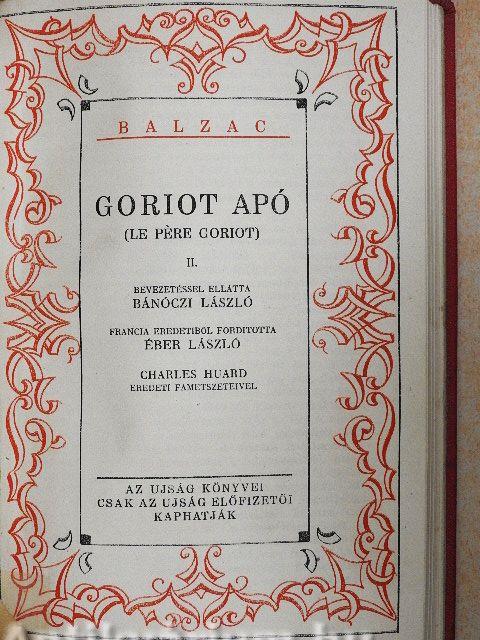 BALZAC
GORIOT APÓ
(LE PÈRE GORIOT)
II.
BEVEZETÉSSEL ELLÁTTA
BÁNÓCZI LÁSZLÓ
FRANCIA EREDETIBŐL FORDITOTTA
ÉBER LÁSZLÓ
CHARLES HUARD
EREDETI FAMETSZETEIVEL
AZ UJSÁG KÖNYVEI
CSAK AZ UJSÁG ELŐFIZETŐI
KAPHATJÁK